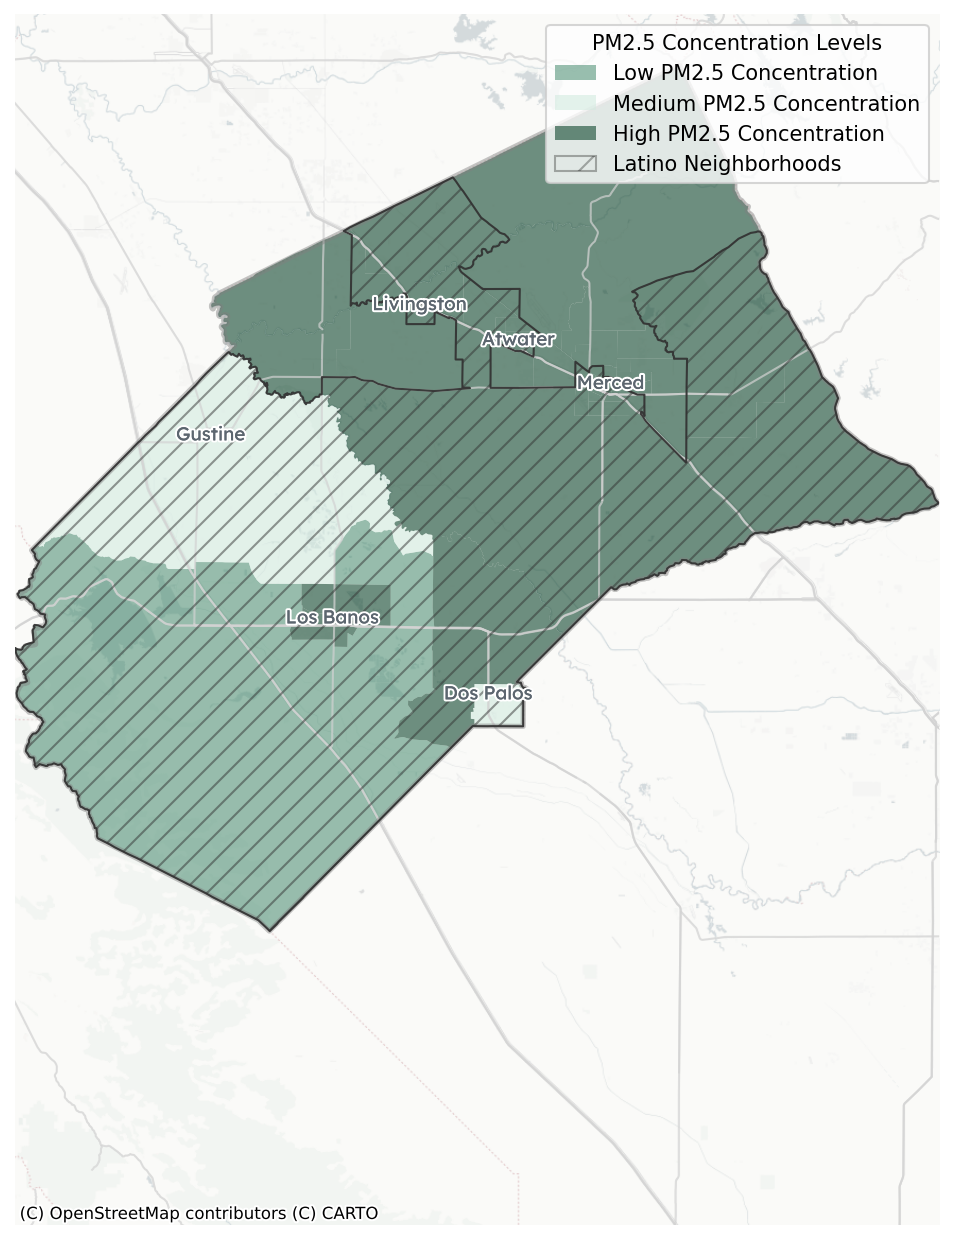 PM2.5 Concentration Levels
Low PM2.5 Concentration
Medium PM2.5 Concentration
High PM2.5 Concentration
Latino Neighborhoods
Livingston
Atwater
Merced
Gustine
Los Banos
Dos Palos
(C) OpenStreetMap contributors (C) CARTO